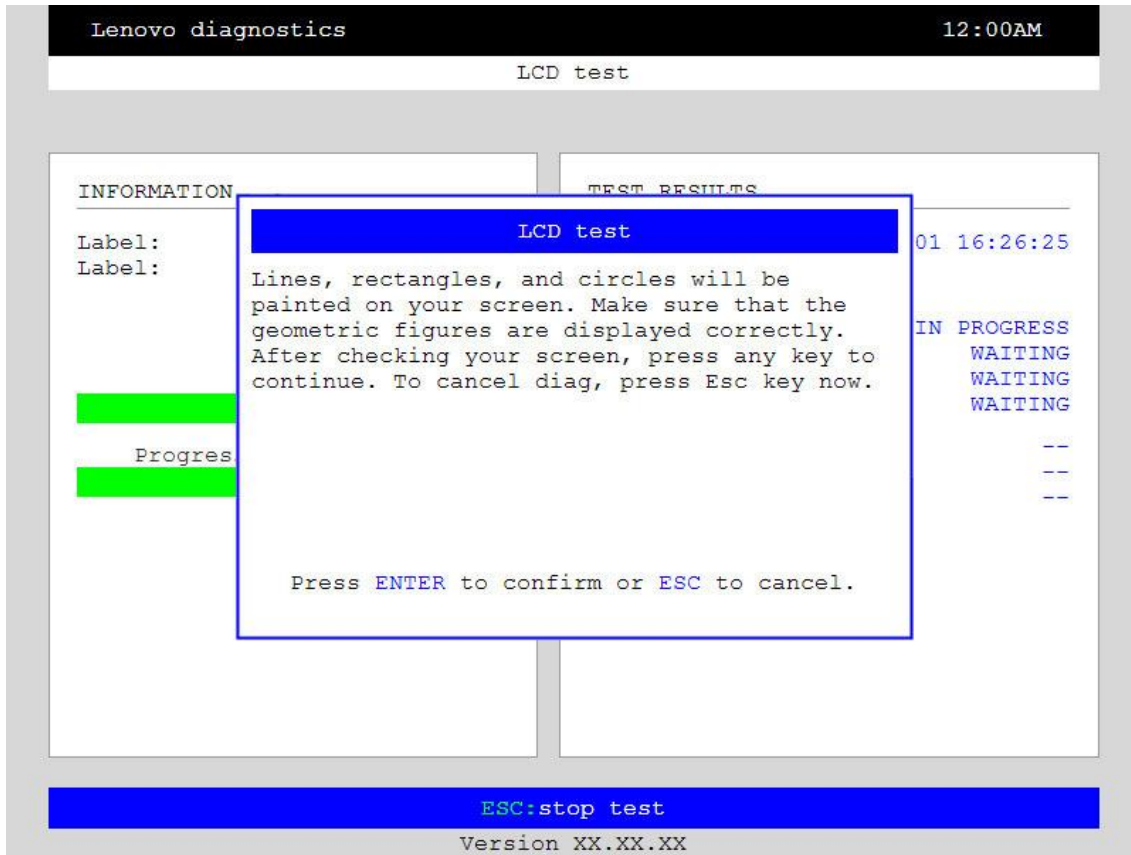 Lenovo diagnostics 12:00AM
LCD test
INFORMATION
TEST RESULTS
Label:
Label:
01 16:26:25
IN PROGRESS
WAITING
WAITING
WAITING
--
--
--
LCD test
Lines, rectangles, and circles will be
painted on your screen. Make sure that the
geometric figures are displayed correctly.
After checking your screen, press any key to
continue. To cancel diag, press Esc key now.
Press ENTER to confirm or ESC to cancel.
ESC:stop test
Version XX.XX.XX